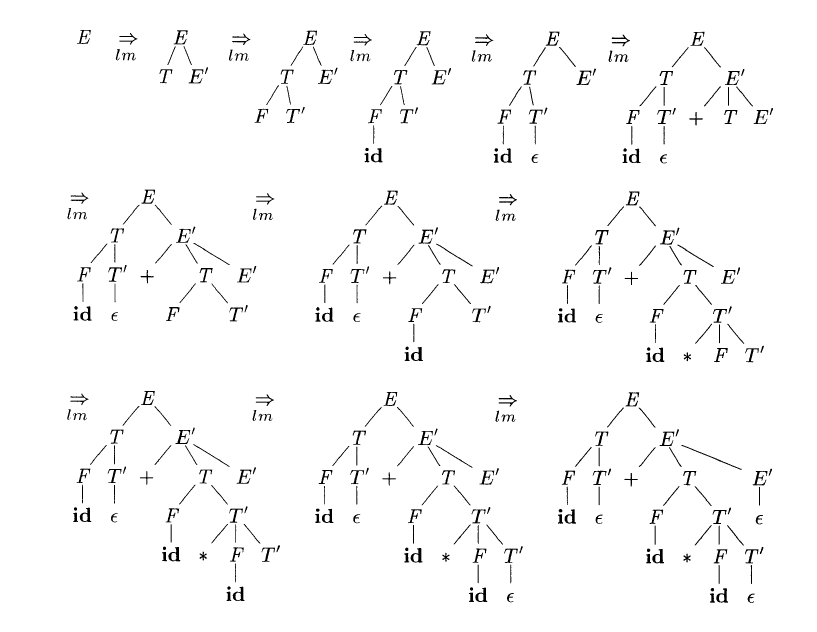 E ⇒ E ⇒ E ⇒ E ⇒ E ⇒ E
lm lm lm lm lm
T E′ T E′ T E′ T E′ T E′
F T′ F T′ F T′ F T′ + T E′
id id ϵ id ϵ
⇒ E ⇒ E ⇒ E
lm lm lm
T E′ T E′ T E′
F T′ + T E′ F T′ + T E′ F T′ + T E′
id ϵ F T′ id ϵ F T′ id ϵ F T′
id id * F T′
⇒ E ⇒ E ⇒ E
lm lm lm
T E′ T E′ T E′
F T′ + T E′ F T′ + T E′ F T′ + T E′
id ϵ F T′ id ϵ F T′ id ϵ F T′ ϵ
id * F T′ id * F T′ id * F T′
id id ϵ id ϵ